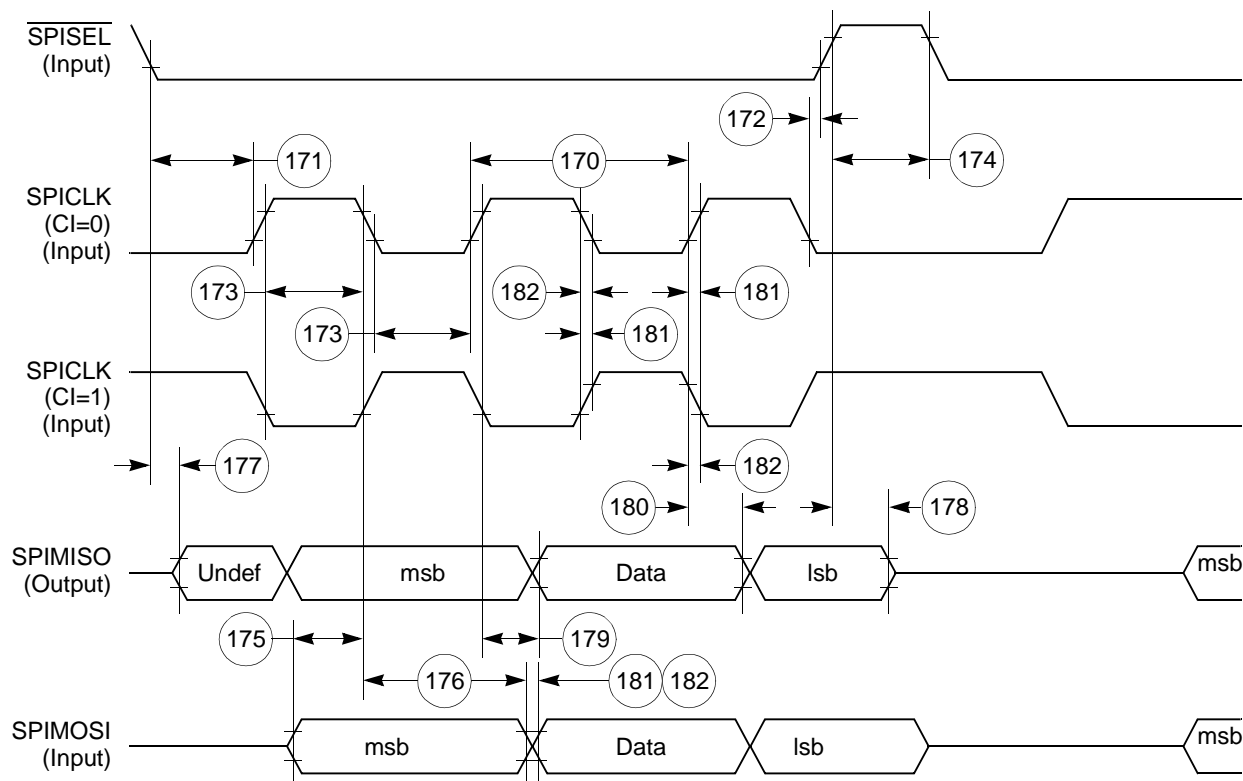 SPISEL
(Input)
172
171
170
174
SPICLK
(CI=0)
(Input)
173
182
181
173
181
SPICLK
(CI=1)
(Input)
177
182
180
178
SPIMISO
(Output)
Undef
msb
Data
lsb
msb
175
179
176
181
182
SPIMOSI
(Input)
msb
Data
lsb
msb